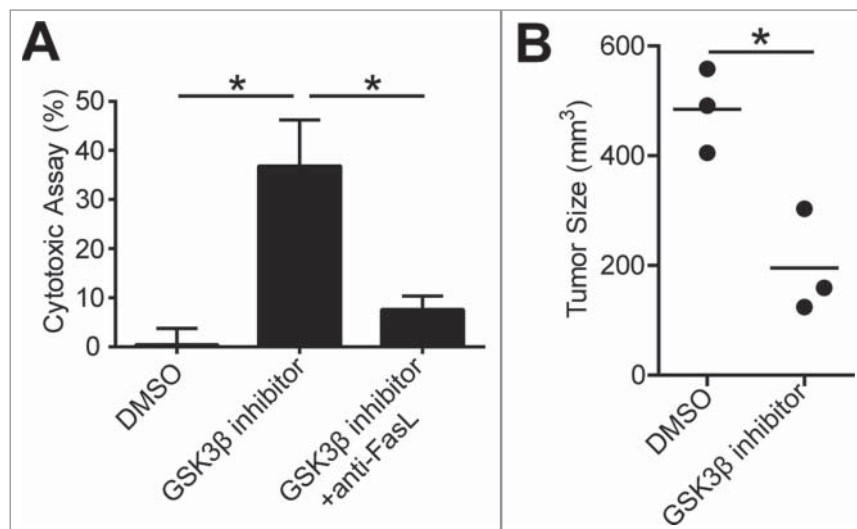 A
*
*
Cytotoxic Assay (%)
50
40
30
20
10
0
DMSO
GSK3β inhibitor
GSK3β inhibitor
+anti-FasL
B
*
Tumor Size (mm³)
600
400
200
0
DMSO
GSK3β inhibitor